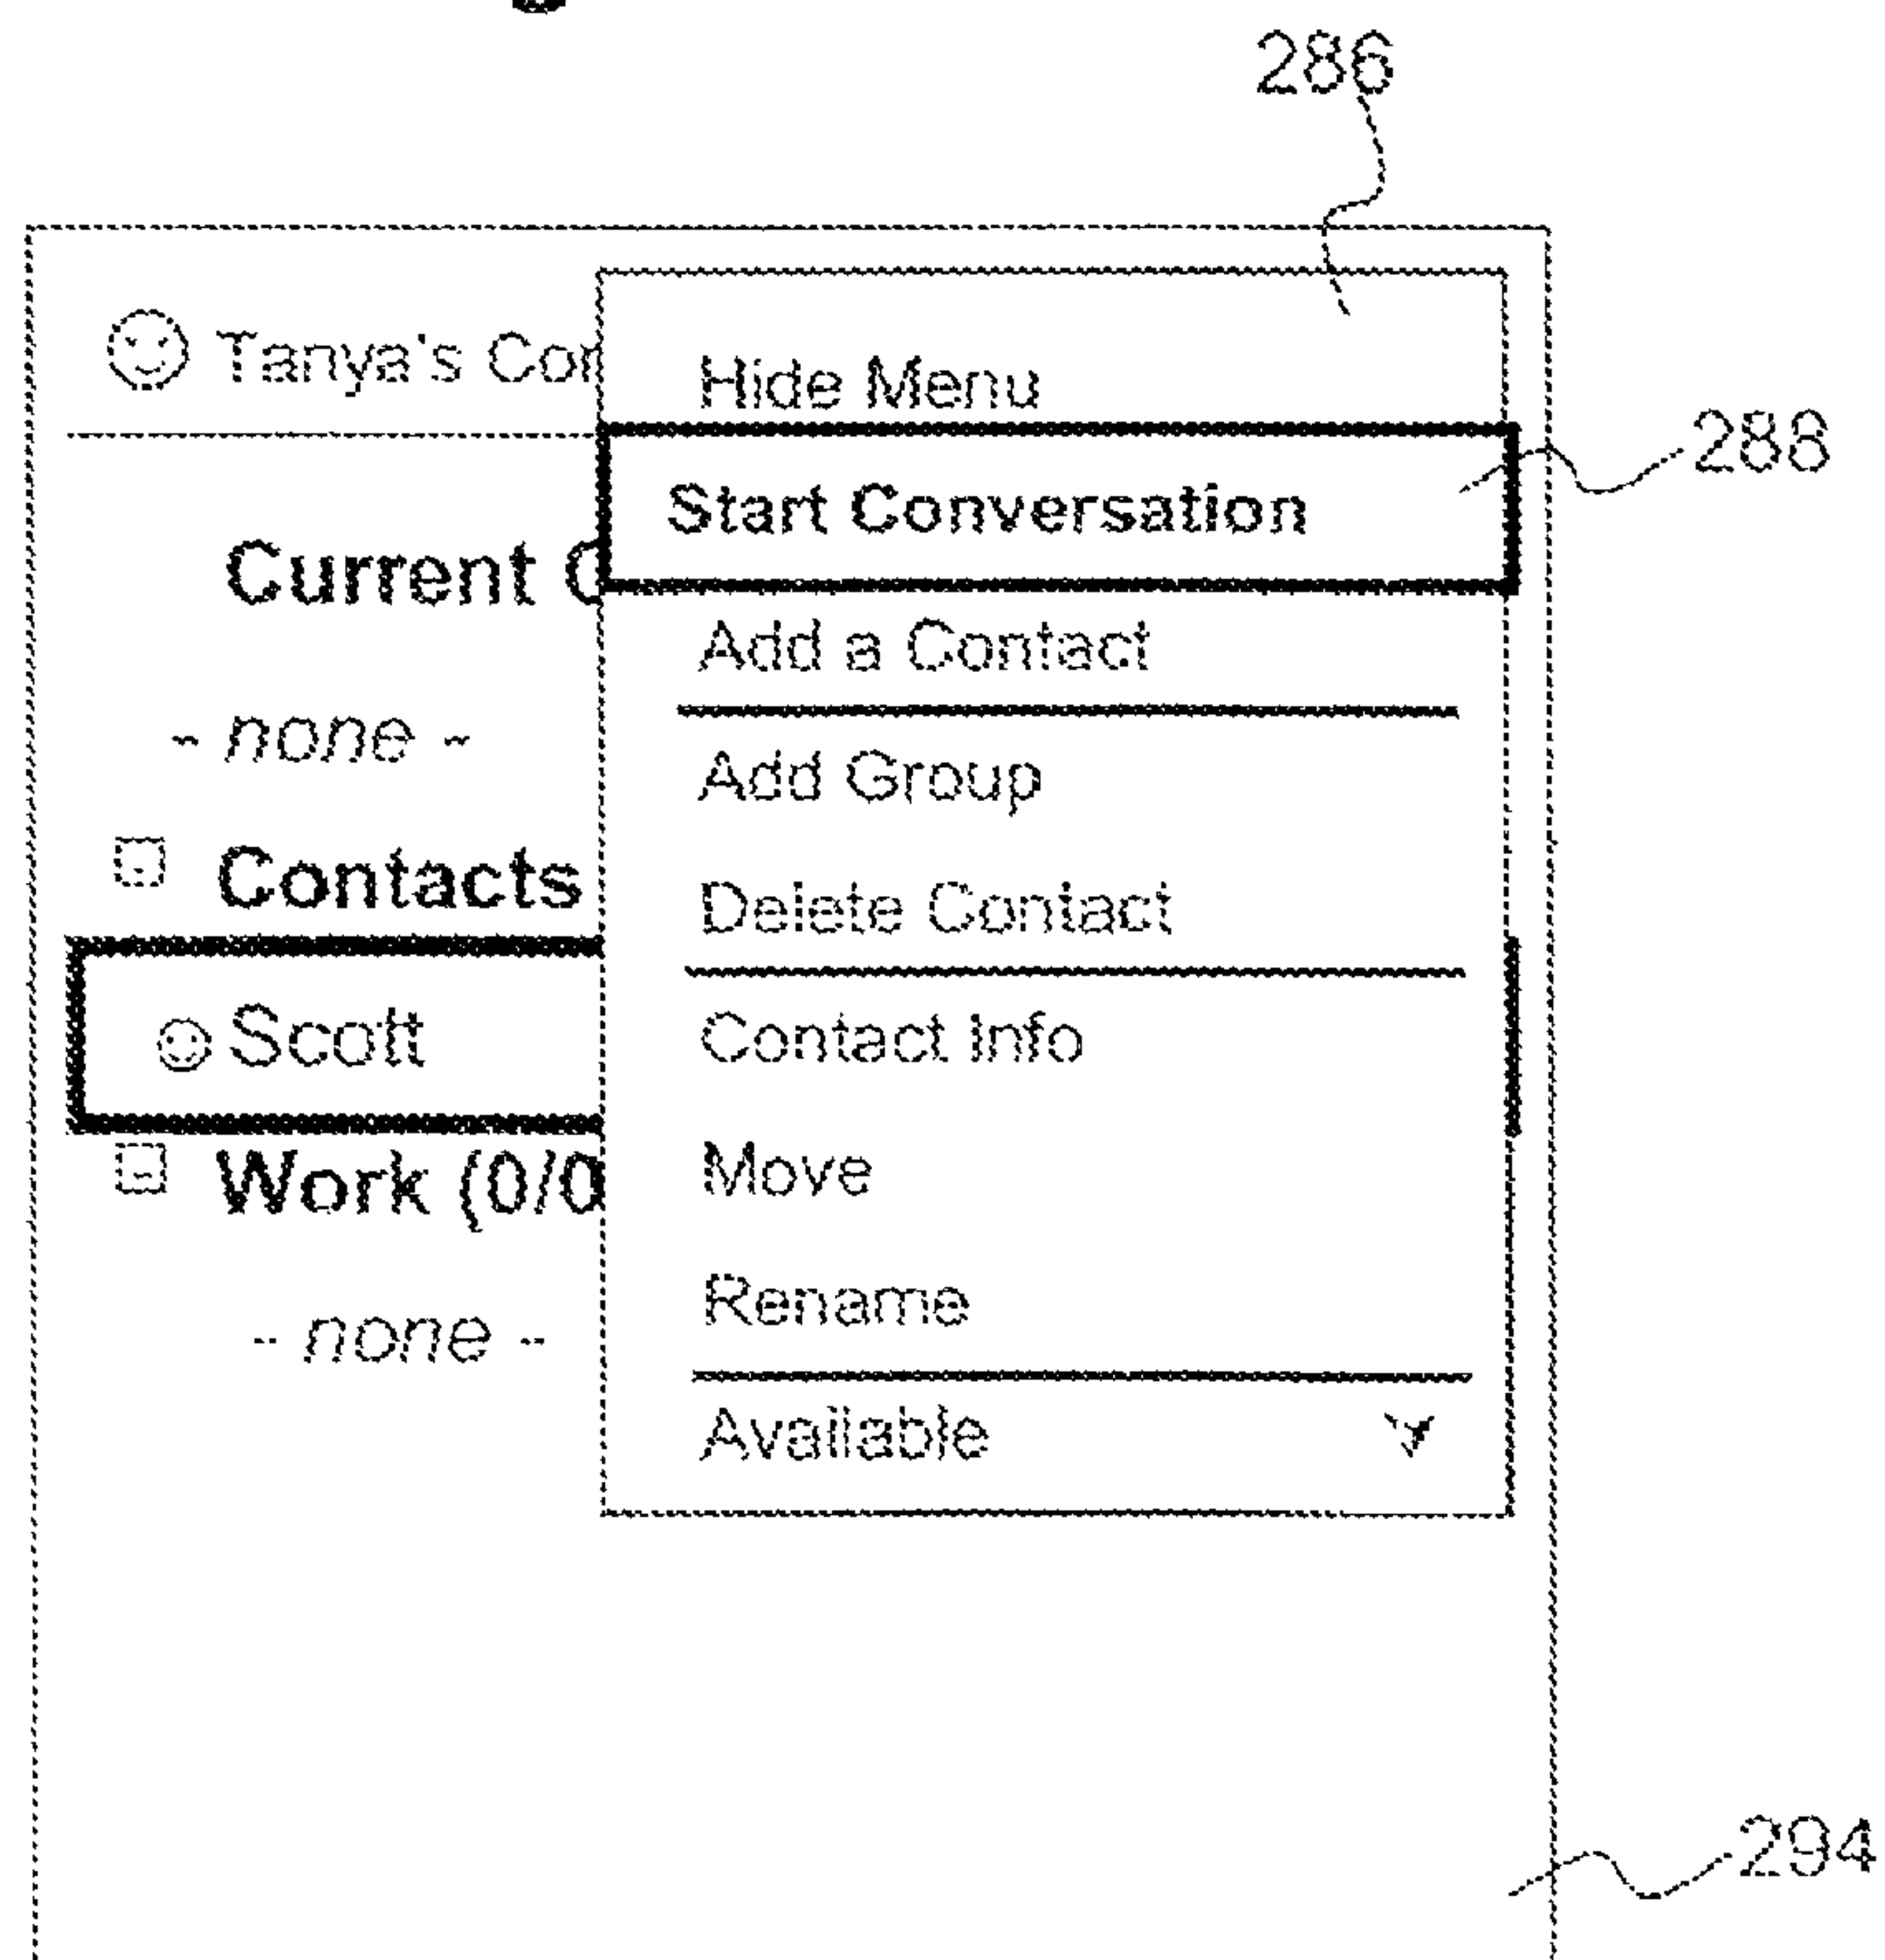 286
Tanya's Con
Hide Menu
288
Start Conversation
Current C
Add a Contact
- none -
Add Group
Contacts
Delete Contact
Scott
Contact Info
Work (0/0
Move
Rename
- none -
Available
294